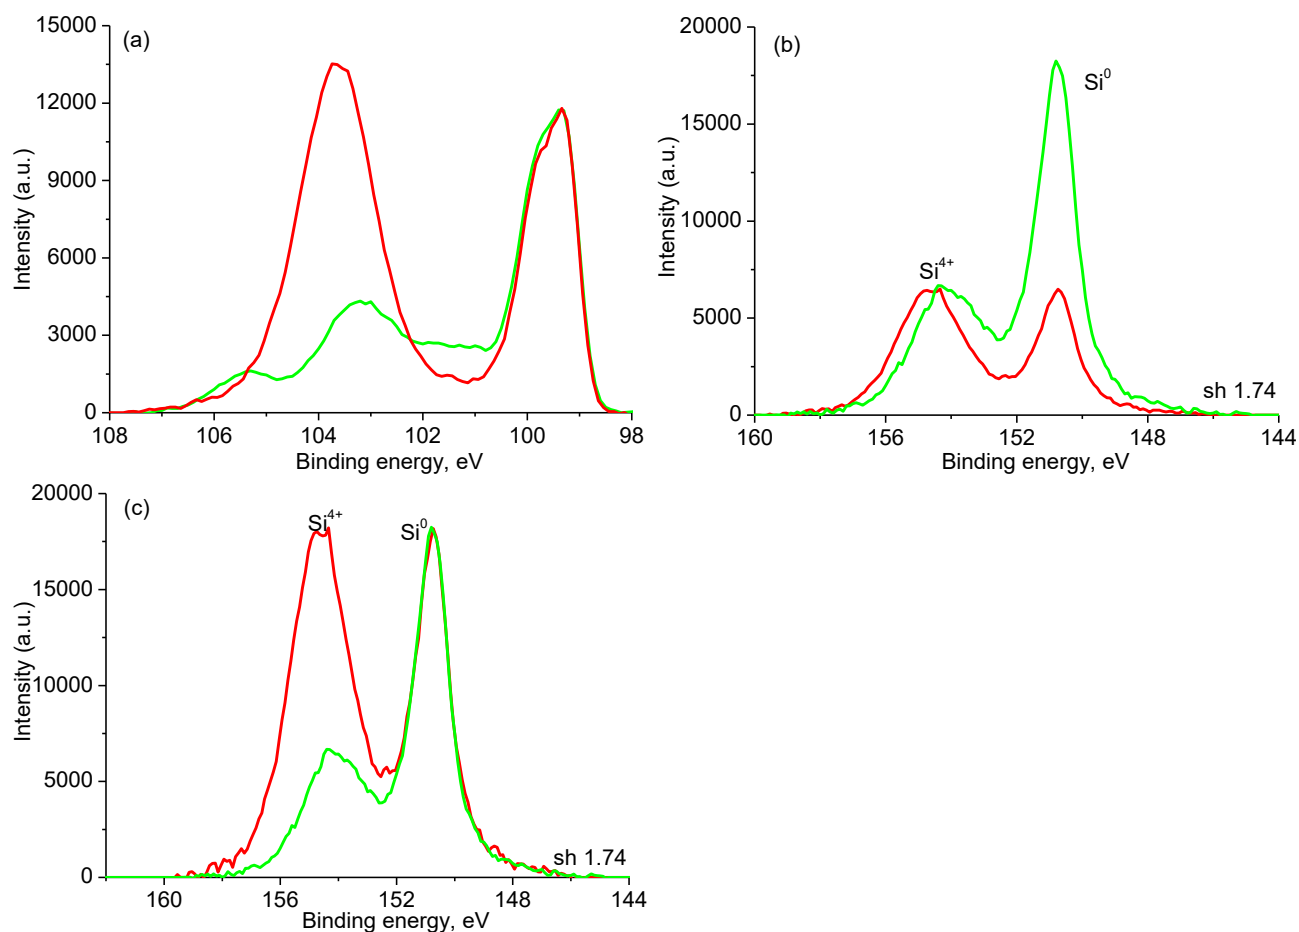 (a)
15000
12000
9000
6000
3000
0
Intensity (a.u.)
108 106 104 102 100 98
Binding energy, eV
(b)
20000
15000
10000
5000
0
Intensity (a.u.)
Si⁰
Si⁴⁺
sh 1.74
160 156 152 148 144
Binding energy, eV
(c)
20000
15000
10000
5000
0
Intensity (a.u.)
Si⁴⁺
Si⁰
sh 1.74
160 156 152 148 144
Binding energy, eV